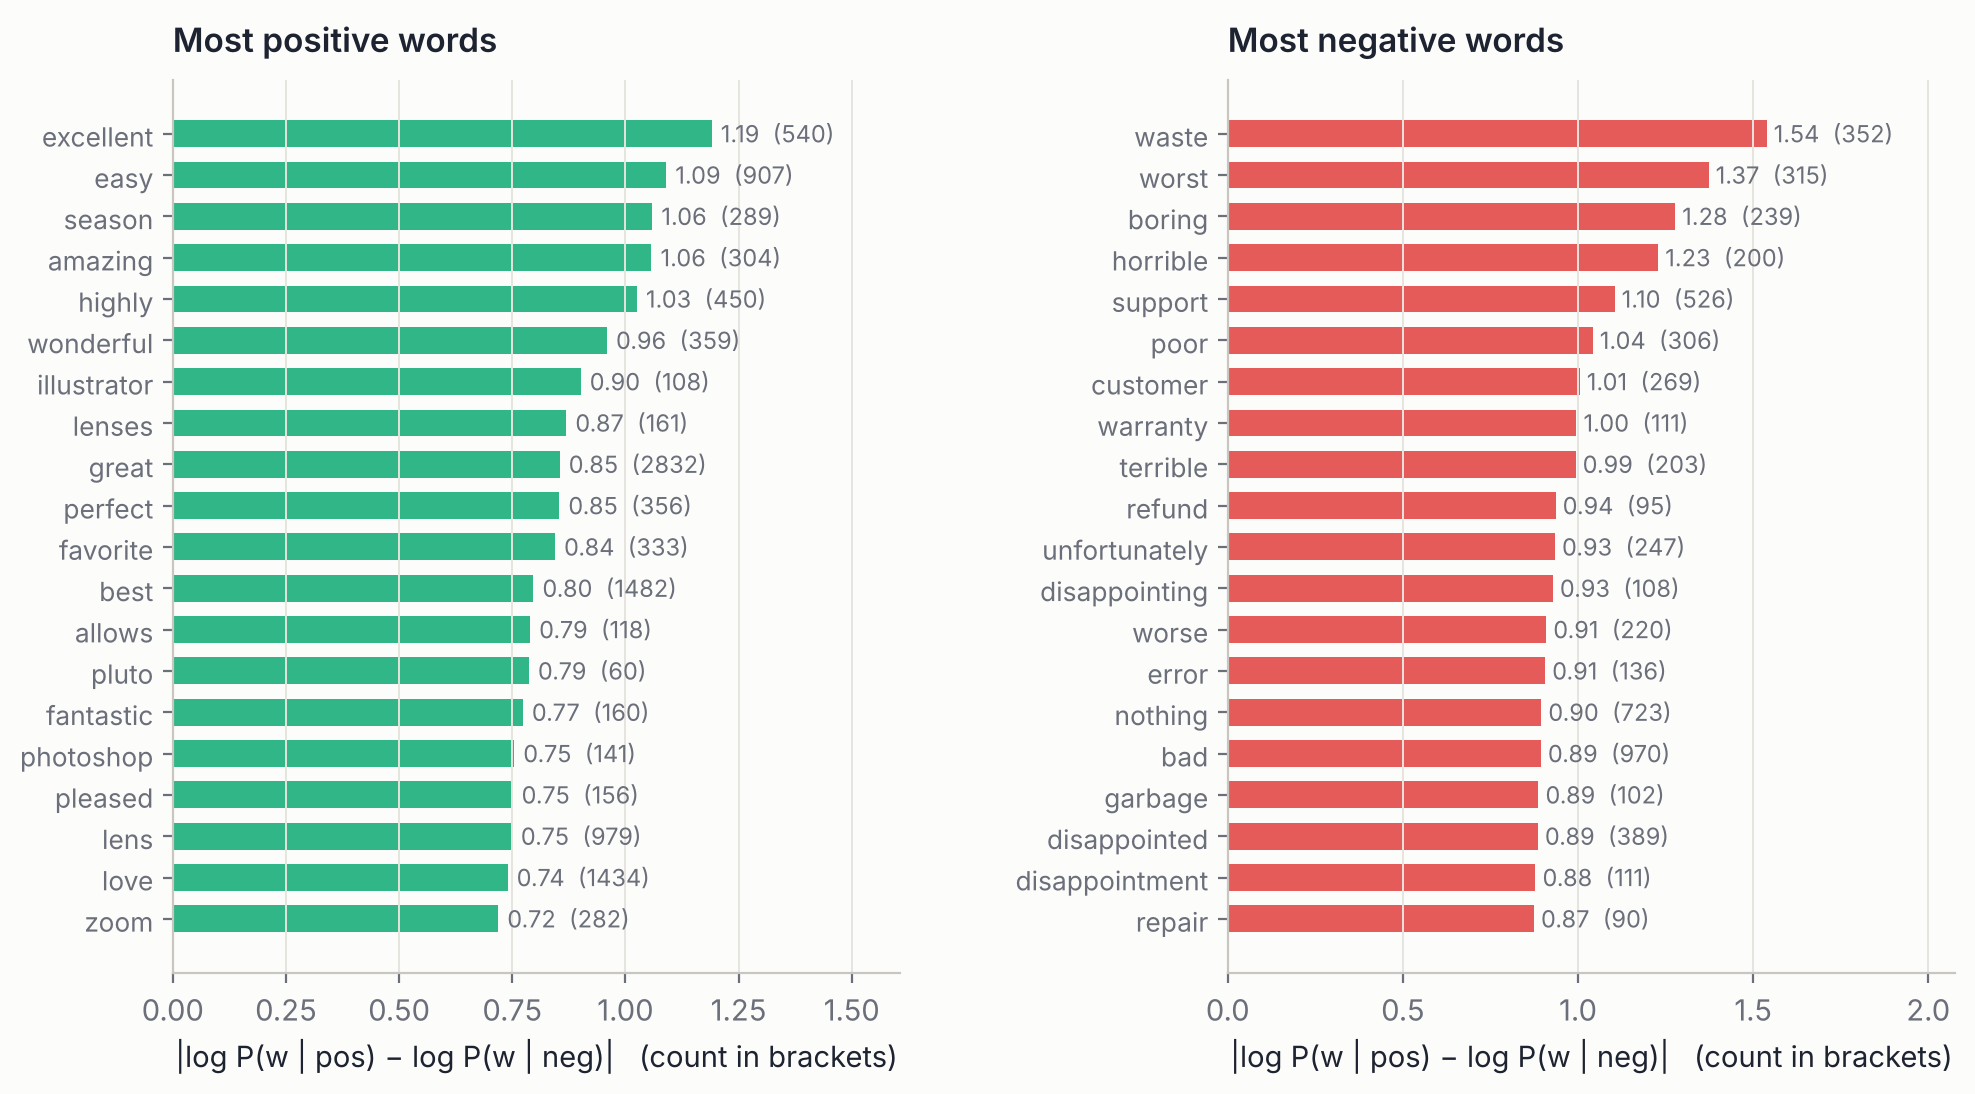 Most positive words
excellent 1.19 (540)
easy 1.09 (907)
season 1.06 (289)
amazing 1.06 (304)
highly 1.03 (450)
wonderful 0.96 (359)
illustrator 0.90 (108)
lenses 0.87 (161)
great 0.85 (2832)
perfect 0.85 (356)
favorite 0.84 (333)
best 0.80 (1482)
allows 0.79 (118)
pluto 0.79 (60)
fantastic 0.77 (160)
photoshop 0.75 (141)
pleased 0.75 (156)
lens 0.75 (979)
love 0.74 (1434)
zoom 0.72 (282)
0.00 0.25 0.50 0.75 1.00 1.25 1.50
|log P(w | pos) − log P(w | neg)| (count in brackets)
Most negative words
waste 1.54 (352)
worst 1.37 (315)
boring 1.28 (239)
horrible 1.23 (200)
support 1.10 (526)
poor 1.04 (306)
customer 1.01 (269)
warranty 1.00 (111)
terrible 0.99 (203)
refund 0.94 (95)
unfortunately 0.93 (247)
disappointing 0.93 (108)
worse 0.91 (220)
error 0.91 (136)
nothing 0.90 (723)
bad 0.89 (970)
garbage 0.89 (102)
disappointed 0.89 (389)
disappointment 0.88 (111)
repair 0.87 (90)
0.0 0.5 1.0 1.5 2.0
|log P(w | pos) − log P(w | neg)| (count in brackets)